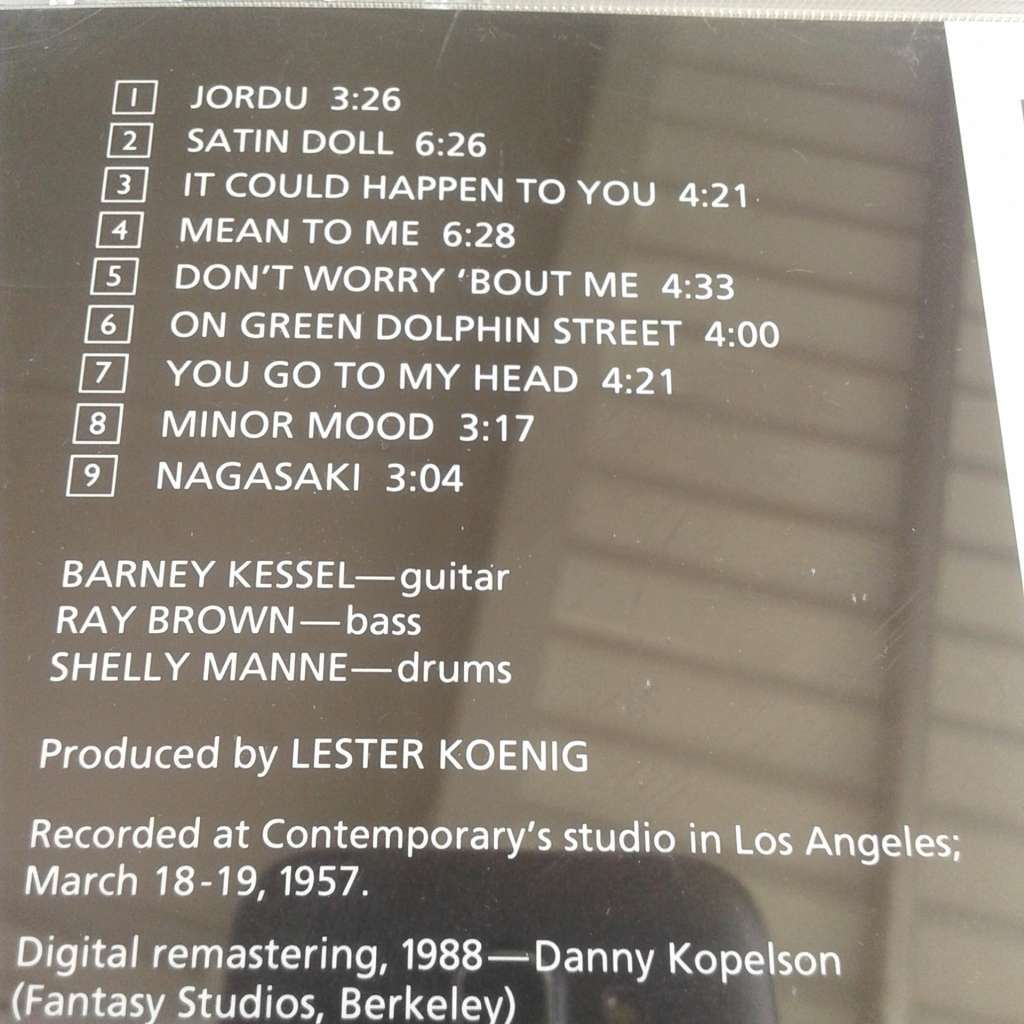 1 JORDU 3:26
2 SATIN DOLL 6:26
3 IT COULD HAPPEN TO YOU 4:21
4 MEAN TO ME 6:28
5 DON'T WORRY ‘BOUT ME 4:33
6 ON GREEN DOLPHIN STREET 4:00
7 YOU GO TO MY HEAD 4:21
8 MINOR MOOD 3:17
9 NAGASAKI 3:04
BARNEY KESSEL—guitar
RAY BROWN—bass
SHELLY MANNE—drums
Produced by LESTER KOENIG
Recorded at Contemporary's studio in Los Angeles;
March 18-19, 1957.
Digital remastering, 1988—Danny Kopelson
(Fantasy Studios, Berkeley)